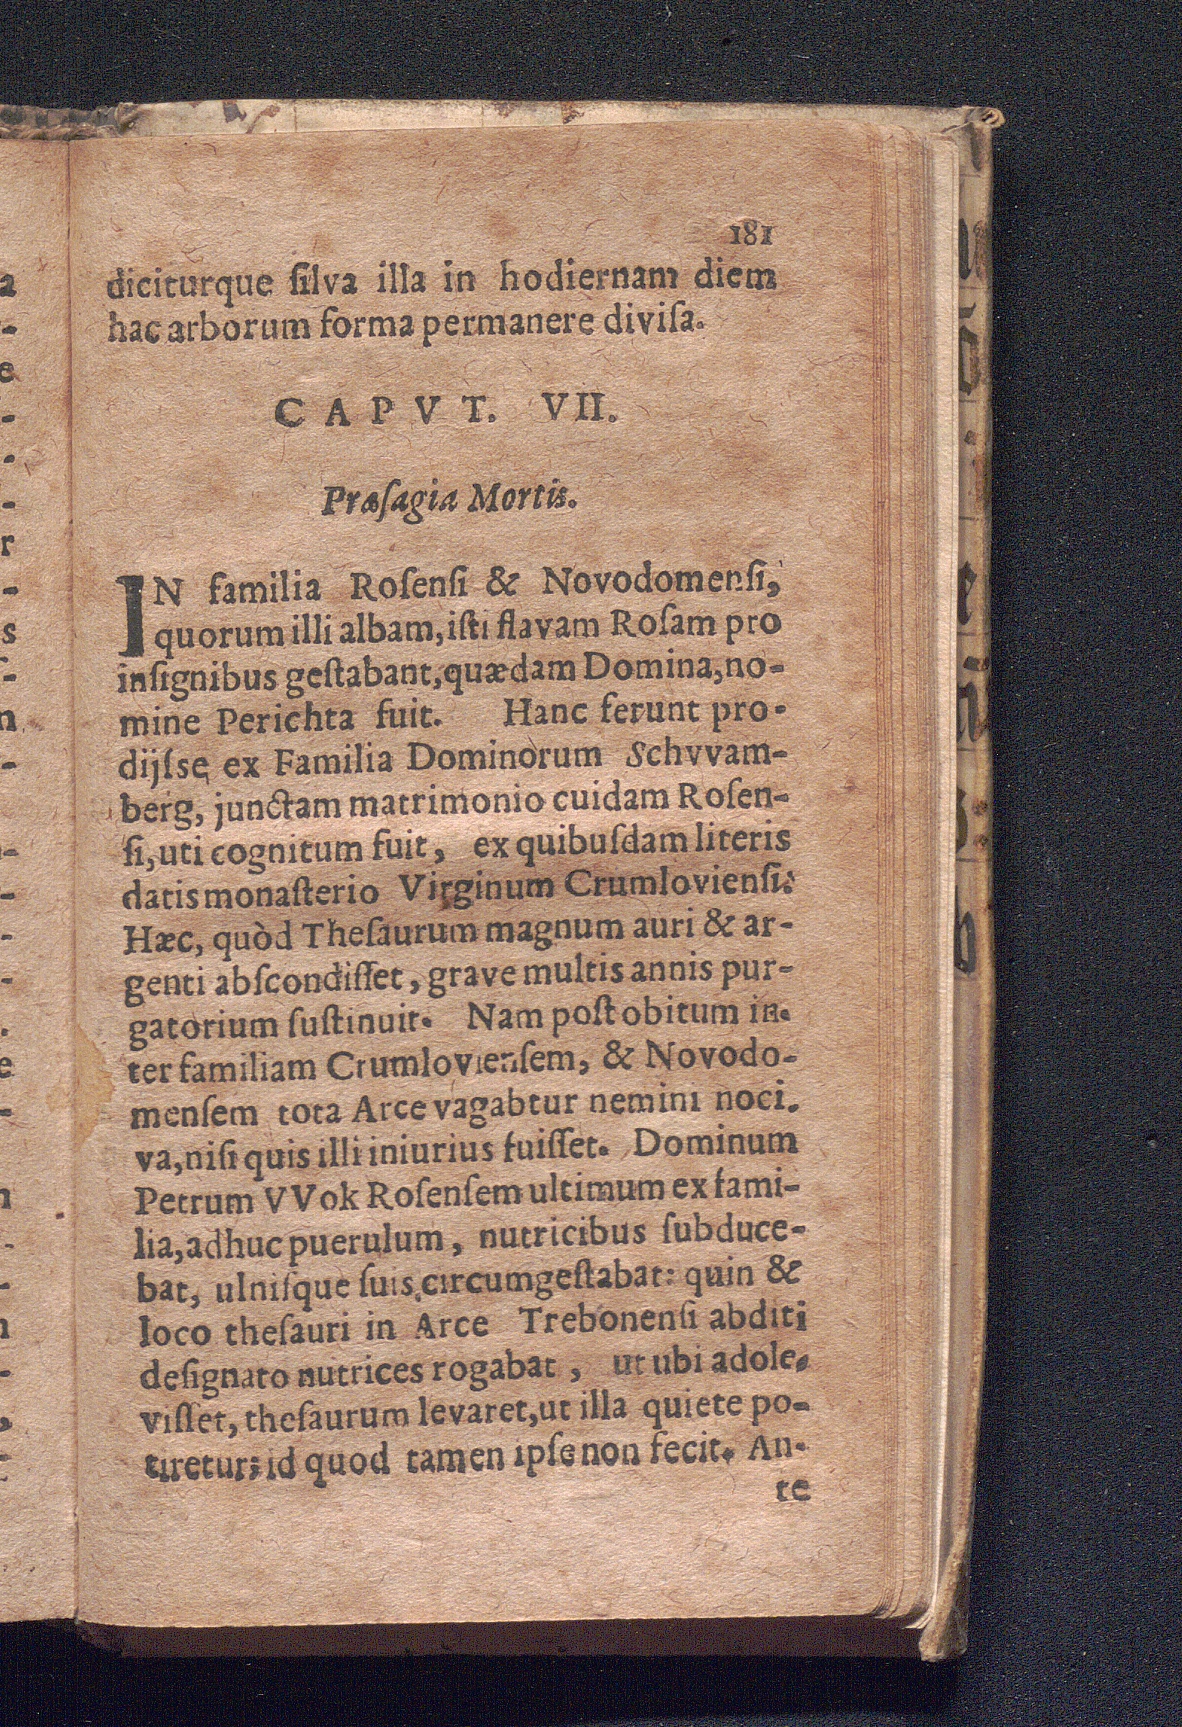 181
diciturque ſilva illa in hodiernam diem
hac arborum forma permanere diviſa.
CAPVT. VII.
Præſagia Mortis.
IN familia Roſenſi & Novodomenſi,
quorum illi albam, iſti flavam Roſam pro
inſignibus geſtabant, quædam Domina, no-
mine Perichta fuit. Hanc ferunt pro-
dijſse ex Familia Dominorum Schvvam-
berg, junctam matrimonio cuidam Roſen-
ſi, uti cognitum fuit, ex quibuſdam literis
datis monaſterio Virginum Crumlovienſi:
Hæc, quòd Theſaurum magnum auri & ar-
genti abſcondiſſet, grave multis annis pur-
gatorium ſuſtinuit. Nam poſt obitum in-
ter familiam Crumlovienſem, & Novodo-
menſem tota Arce vagabtur nemini noci.
va, niſi quis illi iniurius fuiſſet. Dominum
Petrum VVok Roſenſem ultimum ex fami-
lia, adhuc puerulum, nutricibus ſubduce-
bat, ulniſque ſuis circumgeſtabat: quin &
loco theſauri in Arce Trebonenſi abditi
deſignato nutrices rogabat, ut ubi adole-
viſſet, theſaurum levaret, ut illa quiete po-
tiretur; id quod tamen ipſe non fecit. An-
te